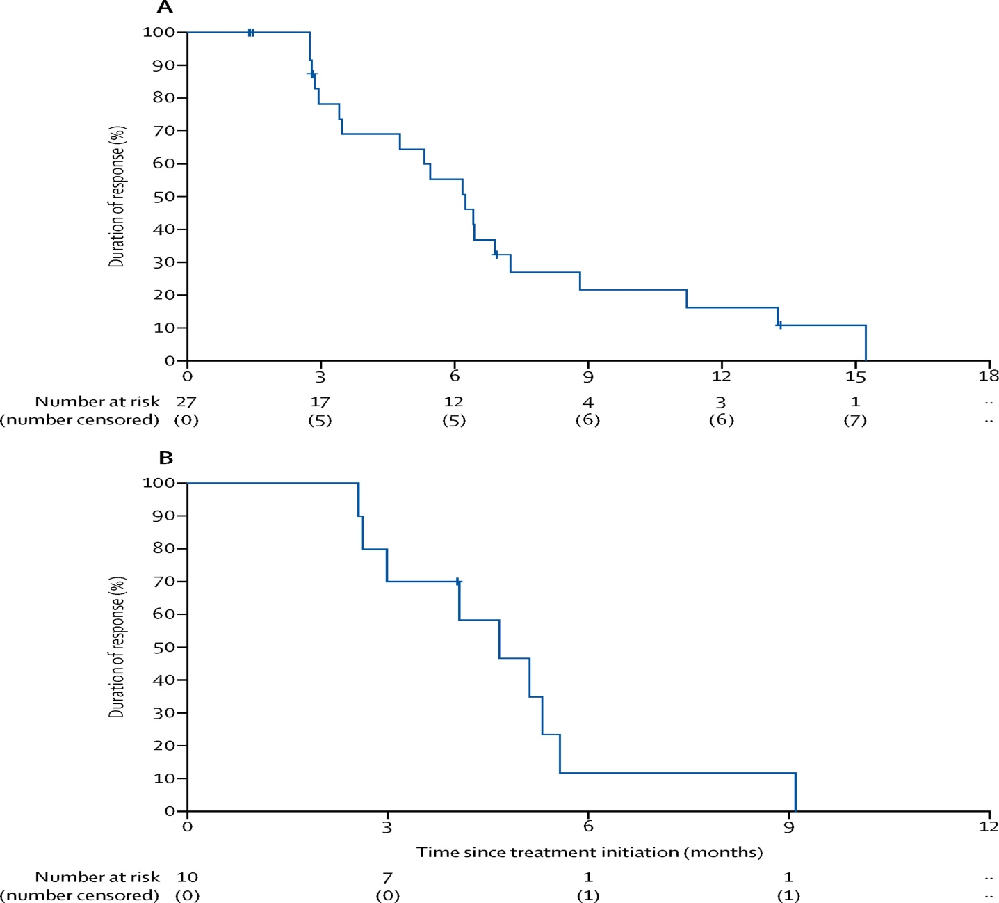 A
100
90
80
70
60
50
40
30
20
10
0
Duration of response (%)
0 3 6 9 12 15 18
Number at risk 27 17 12 4 3 1 ··
(number censored) (0) (5) (5) (6) (6) (7) ··
B
100
90
80
70
60
50
40
30
20
10
0
Duration of response (%)
0 3 6 9 12
Time since treatment initiation (months)
Number at risk 10 7 1 1 ··
(number censored) (0) (0) (1) (1) ··